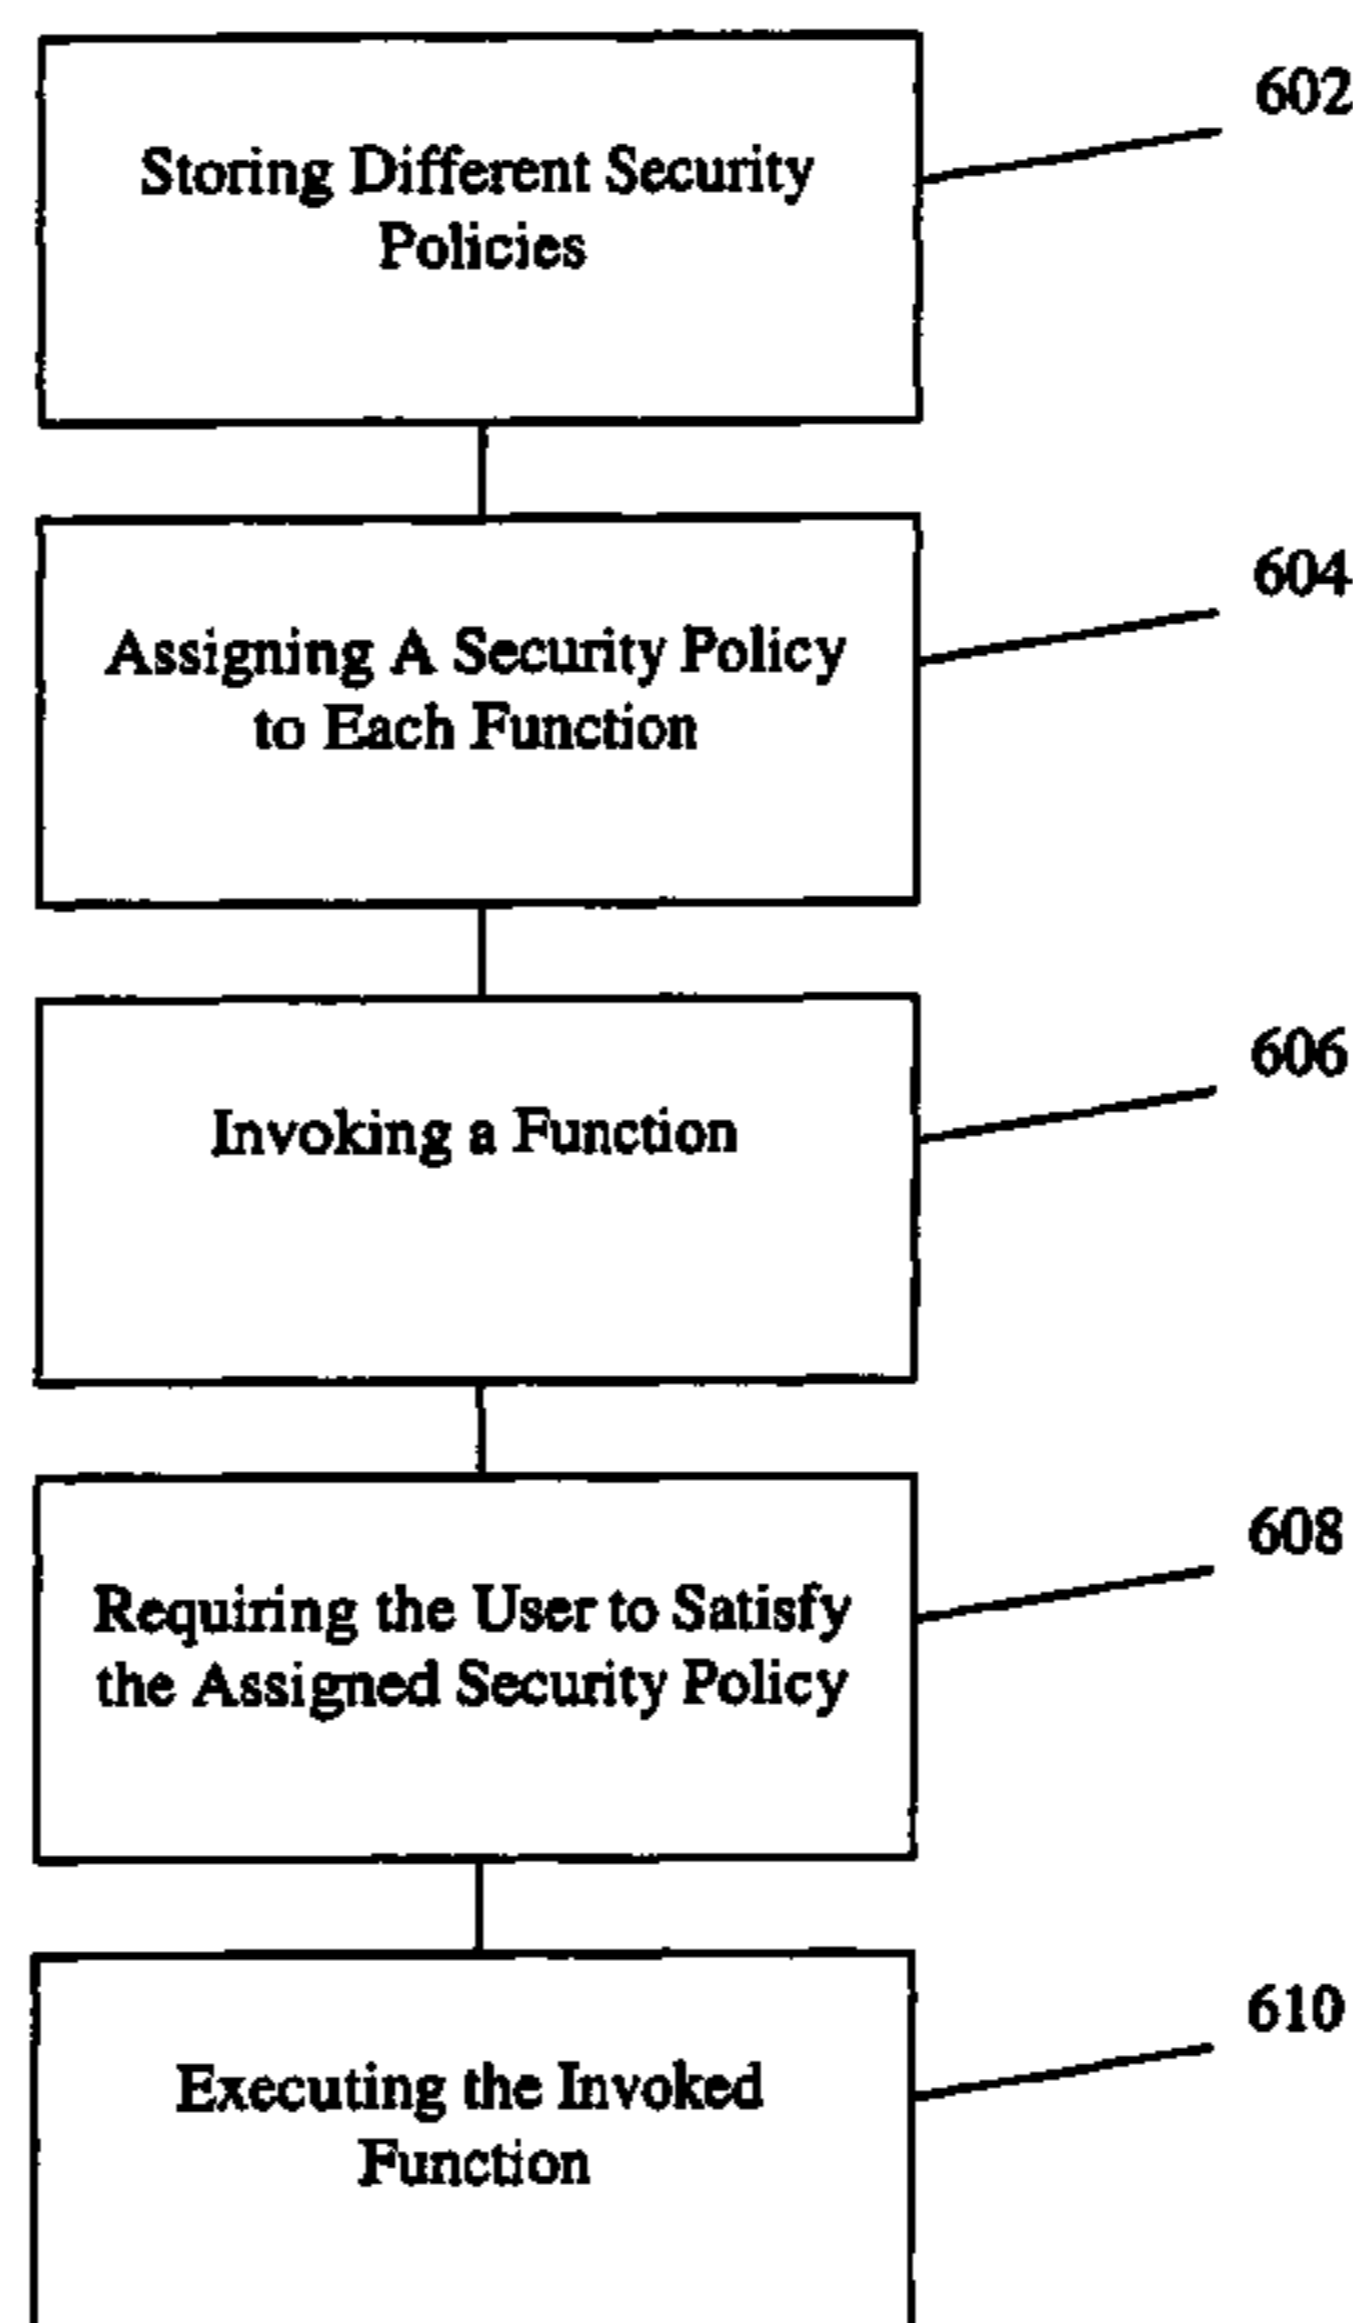 602
Storing Different Security
Policies
604
Assigning A Security Policy
to Each Function
606
Invoking a Function
608
Requiring the User to Satisfy
the Assigned Security Policy
610
Executing the Invoked
Function